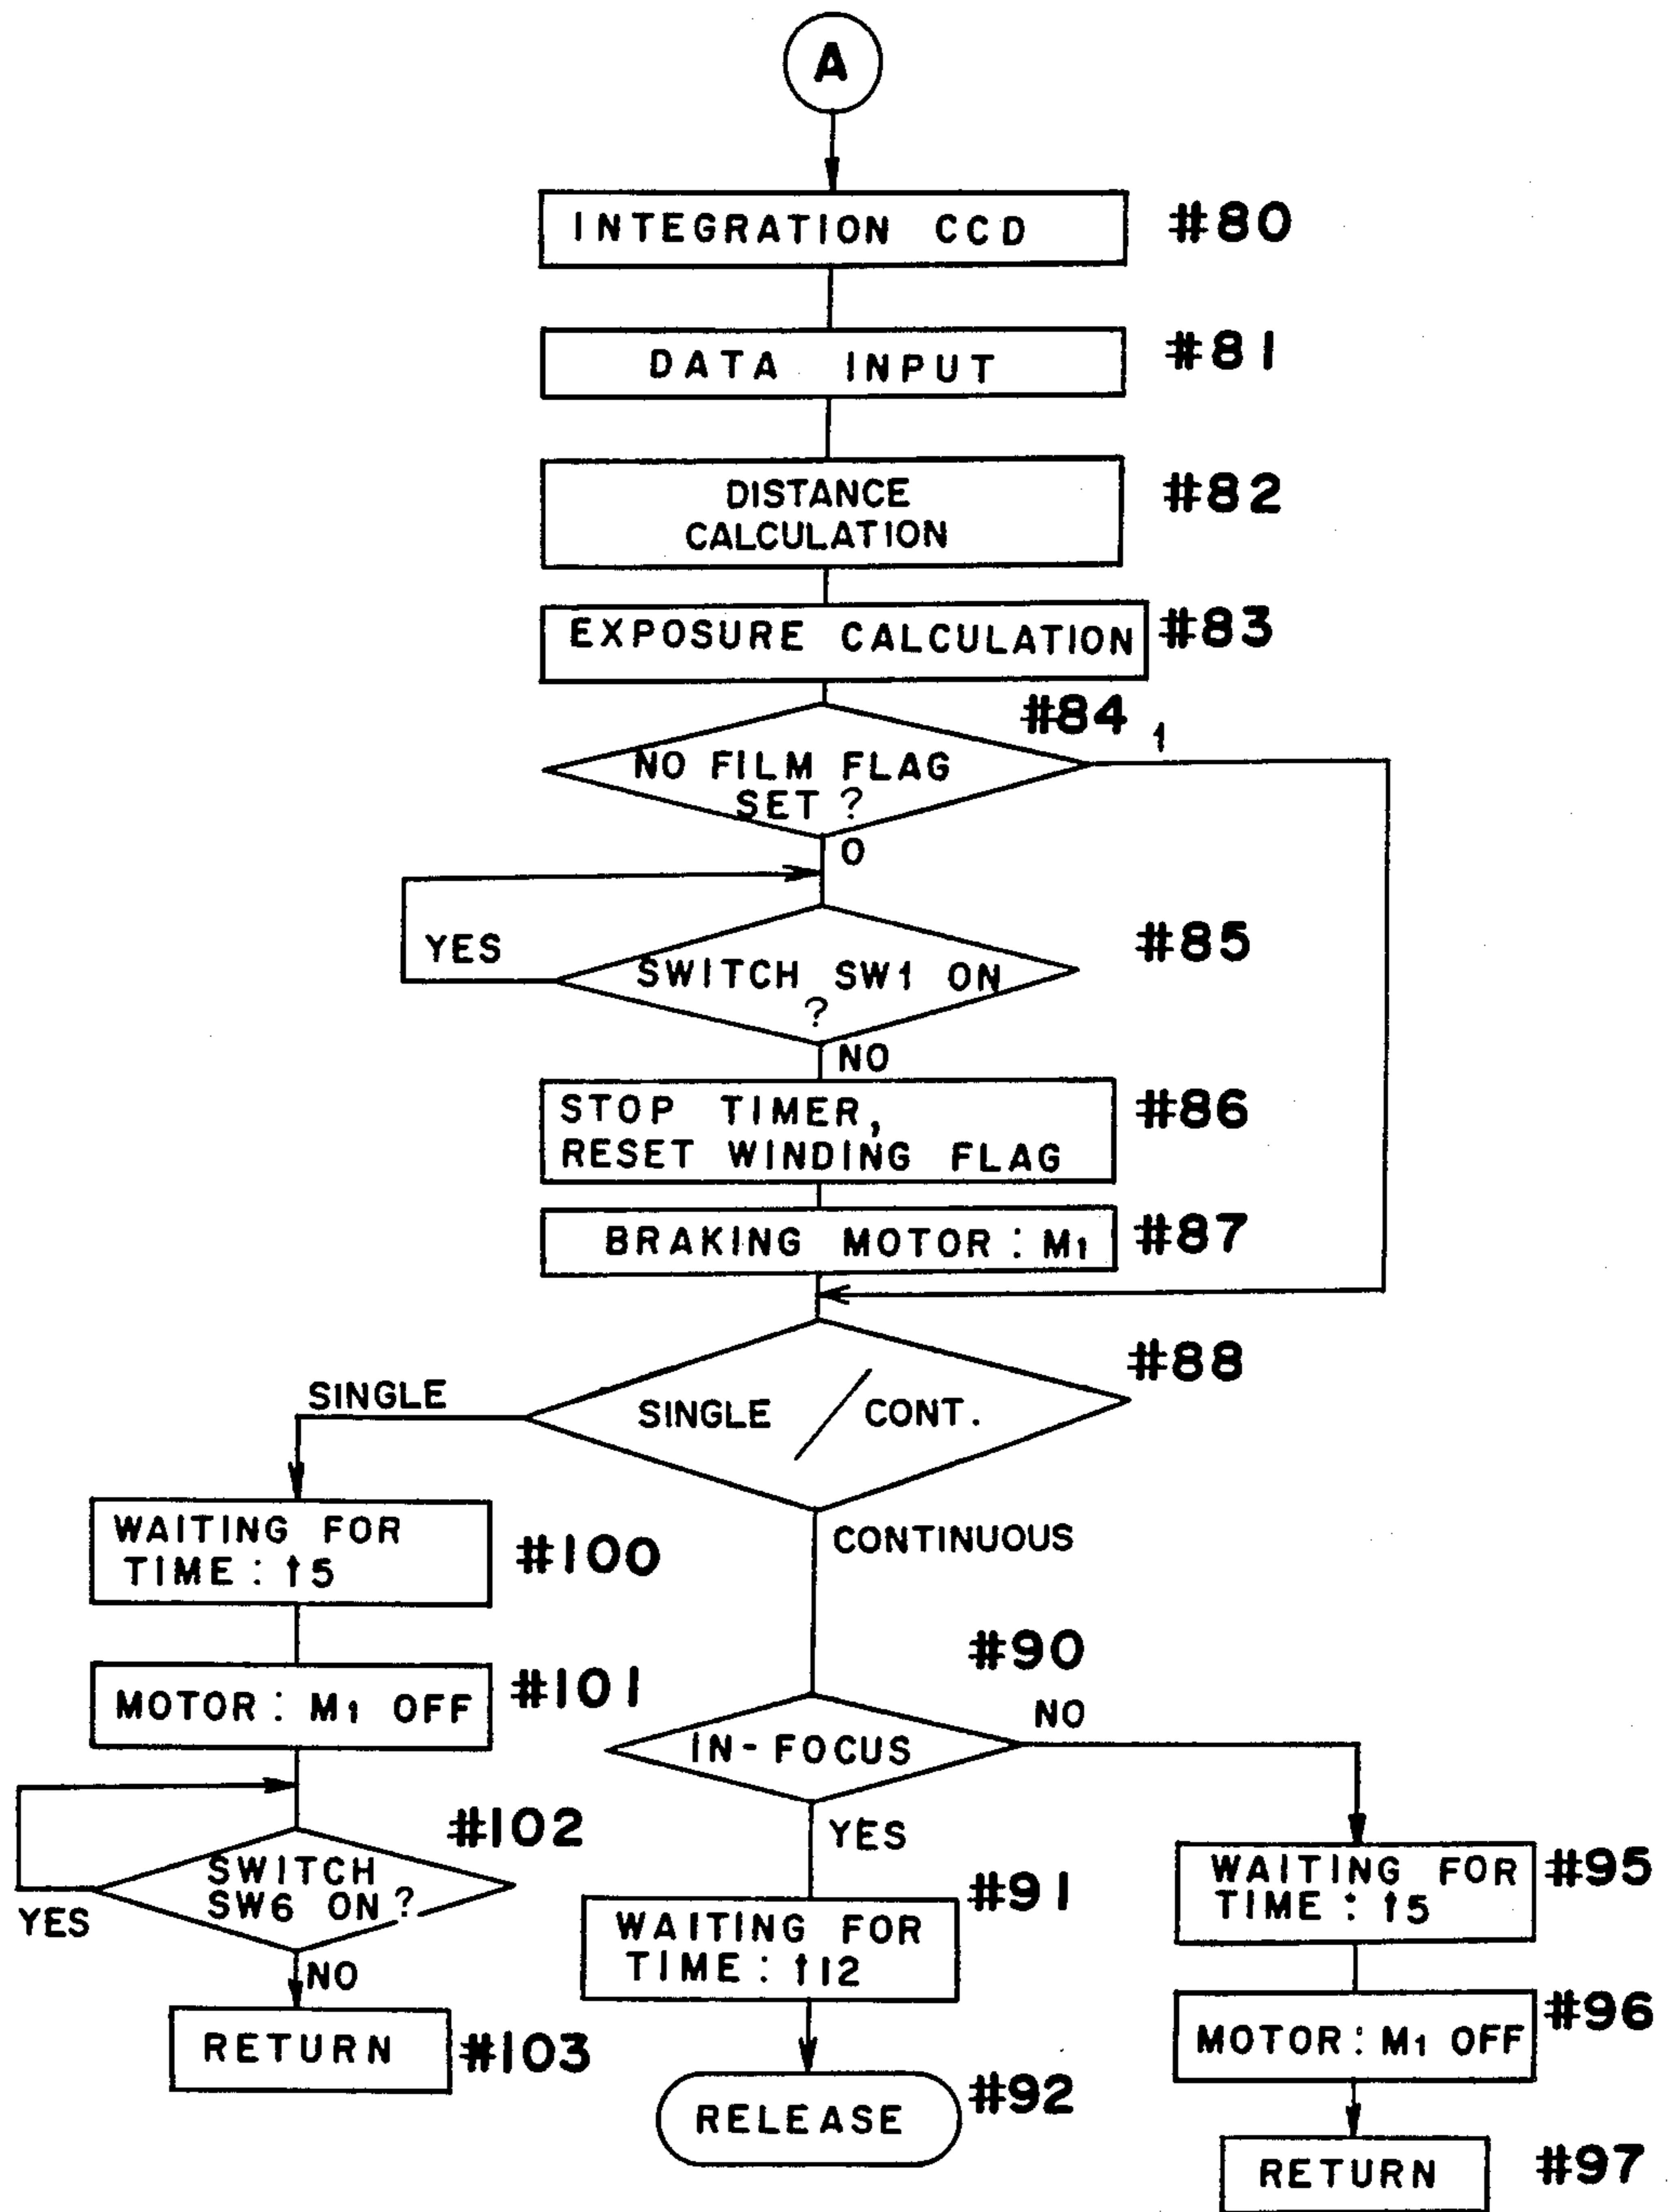 A
INTEGRATION CCD #80
DATA INPUT #81
DISTANCE #82
CALCULATION
EXPOSURE CALCULATION #83
#84
1
NO FILM FLAG
SET ?
0
YES
#85
SWITCH SW1 ON
?
NO
STOP TIMER, #86
RESET WINDING FLAG
BRAKING MOTOR : M1 #87
#88
SINGLE
SINGLE / CONT.
CONTINUOUS
WAITING FOR
TIME : t5
#100
MOTOR : M1 OFF #101
#102
SWITCH
SW6 ON ?
YES
NO
RETURN #103
#90
NO
IN-FOCUS
YES
#91
WAITING FOR
TIME : t12
RELEASE #92
WAITING FOR #95
TIME : t5
MOTOR : M1 OFF #96
RETURN #97